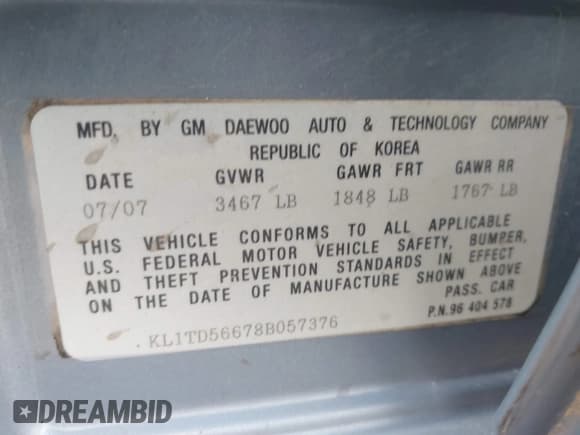 MFD. BY GM DAEWOO AUTO & TECHNOLOGY COMPANY
REPUBLIC OF KOREA
DATE GVWR GAWR FRT GAWR RR
07/07 3467 LB 1848 LB 1767 LB
THIS VEHICLE CONFORMS TO ALL APPLICABLE
U.S. FEDERAL MOTOR VEHICLE SAFETY, BUMPER,
AND THEFT PREVENTION STANDARDS IN EFFECT
ON THE DATE OF MANUFACTURE SHOWN ABOVE
PASS. CAR
KL1TD56678B057376 P.N.96 404 578
DREAMBID